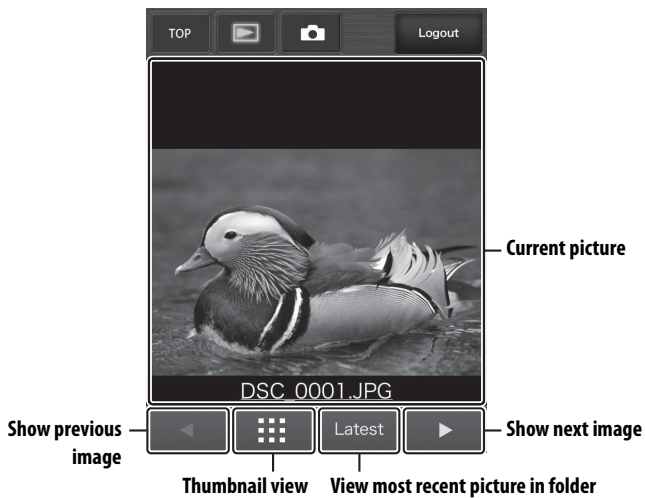 TOP
Logout
Current picture
DSC_0001.JPG
Show previous
image
Latest
Show next image
Thumbnail view
View most recent picture in folder